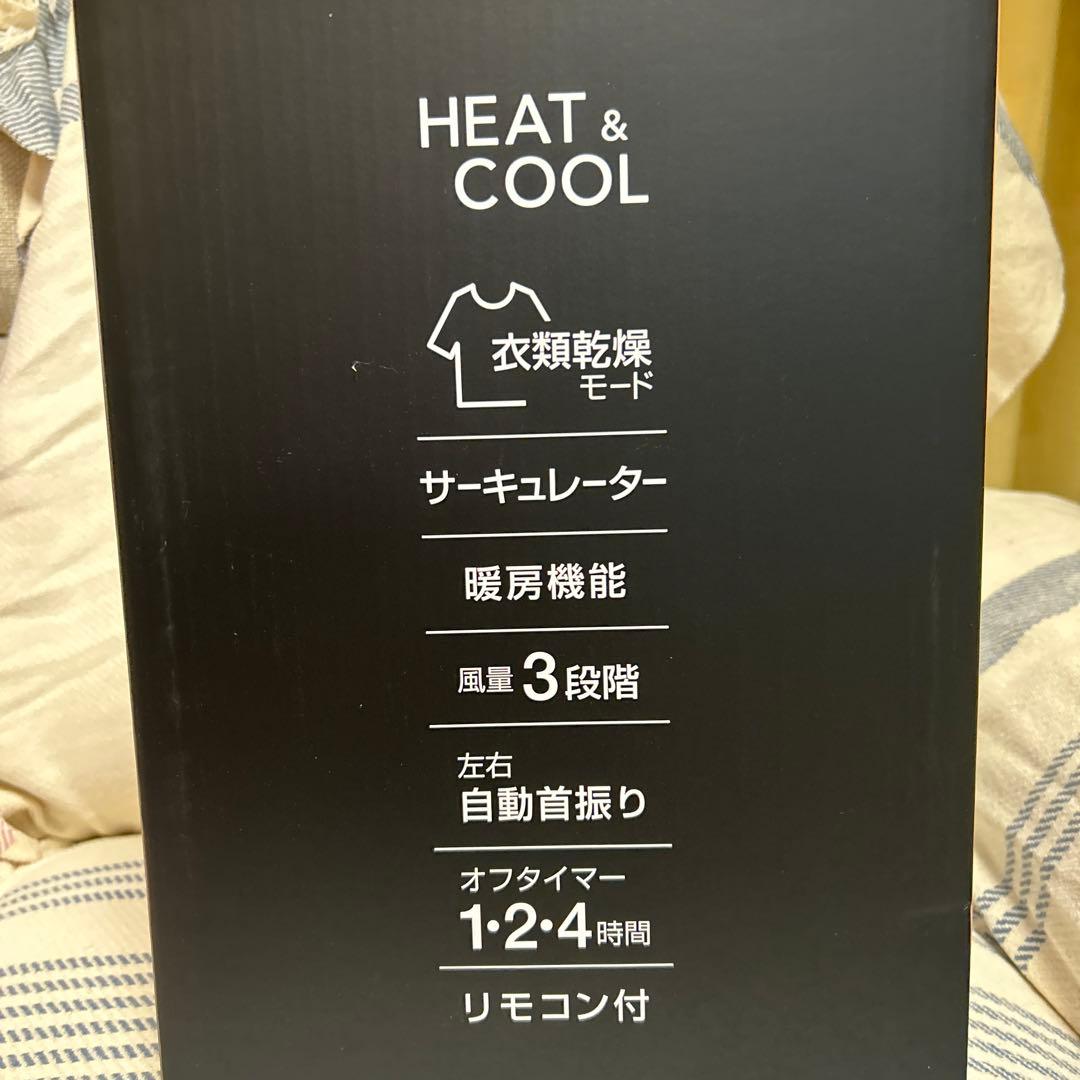 HEAT &
COOL
衣類乾燥
モード
サーキュレーター
暖房機能
風量3段階
左右
自動首振り
オフタイマー
1・2・4時間
リモコン付